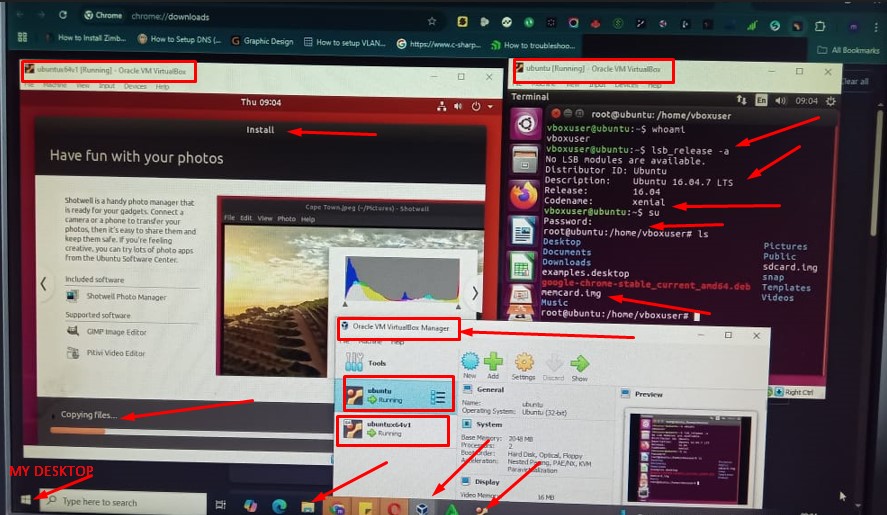 Chrome
chrome://downloads
How to Install Zimb...
How to Setup DNS (...
Graphic Design
How to setup VLAN...
https://www.c-sharp...
How to troubleshoo...
All Bookmarks
ubuntux64v1 [Running] - Oracle VM VirtualBox
File Machine View Input Devices Help
Thu 09:04
Install
Have fun with your photos
Shotwell is a handy photo manager that
is ready for your gadgets. Connect a
camera or a phone to transfer your
photos, then it's easy to share them and
keep them safe. If you're feeling
creative, you can try lots of photo apps
from the Ubuntu Software Center.
Included software
Shotwell Photo Manager
Supported software
GIMP Image Editor
Pitivi Video Editor
Cape Town.jpeg (~/Pictures) - Shotwell
File Edit View Photo Help
Copying files...
ubuntu [Running] - Oracle VM VirtualBox
File Machine View Input Devices Help
Clear all
Terminal
En
09:04
root@ubuntu: /home/vboxuser
vboxuser@ubuntu:~$ whoami
vboxuser
vboxuser@ubuntu:~$ lsb_release -a
No LSB modules are available.
Distributor ID: Ubuntu
Description: Ubuntu 16.04.7 LTS
Release: 16.04
Codename: xenial
vboxuser@ubuntu:~$ su
Password:
root@ubuntu:/home/vboxuser# ls
Desktop Pictures
Documents Public
Downloads sdcard.img
examples.desktop snap
google-chrome-stable_current_amd64.deb Templates
memcard.img Videos
Music
root@ubuntu:/home/vboxuser#
Right Ctrl
Oracle VM VirtualBox Manager
File Machine Help
Tools
New Add Settings Discard Show
ubuntu
Running
ubuntux64v1
Running
General
Name: ubuntu
Operating System: Ubuntu (32-bit)
System
Base Memory: 2048 MB
Processors: 2
Boot Order: Hard Disk, Optical, Floppy
Acceleration: Nested Paging, PAE/NX, KVM
Paravirtualization
Display
Video Memory: 16 MB
Preview
MY DESKTOP
Type here to search